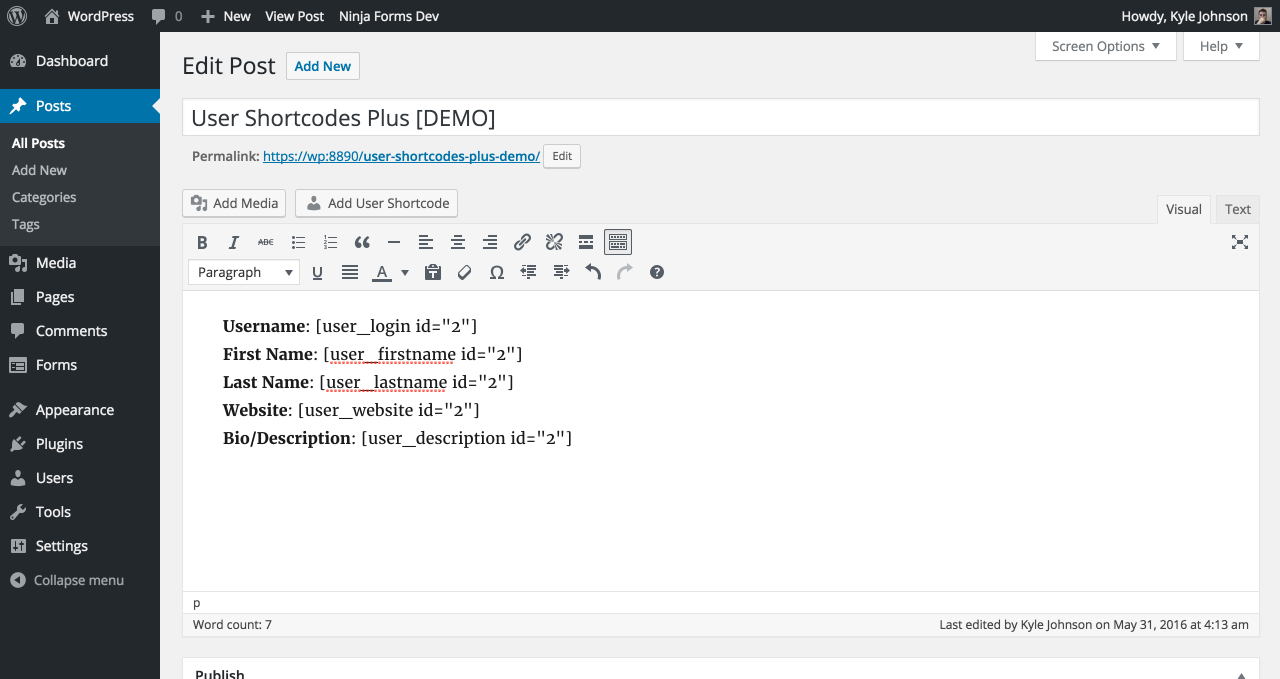 WordPress 0 New View Post Ninja Forms Dev Howdy, Kyle Johnson
Screen Options Help
Dashboard
Posts
All Posts
Add New
Categories
Tags
Media
Pages
Comments
Forms
Appearance
Plugins
Users
Tools
Settings
Collapse menu
Edit Post Add New
User Shortcodes Plus [DEMO]
Permalink: https://wp:8890/user-shortcodes-plus-demo/ Edit
Add Media Add User Shortcode Visual Text
B I ABC
Paragraph U A Ω ?
Username: [user_login id="2"]
First Name: [user_firstname id="2"]
Last Name: [user_lastname id="2"]
Website: [user_website id="2"]
Bio/Description: [user_description id="2"]
p
Word count: 7 Last edited by Kyle Johnson on May 31, 2016 at 4:13 am
Publish